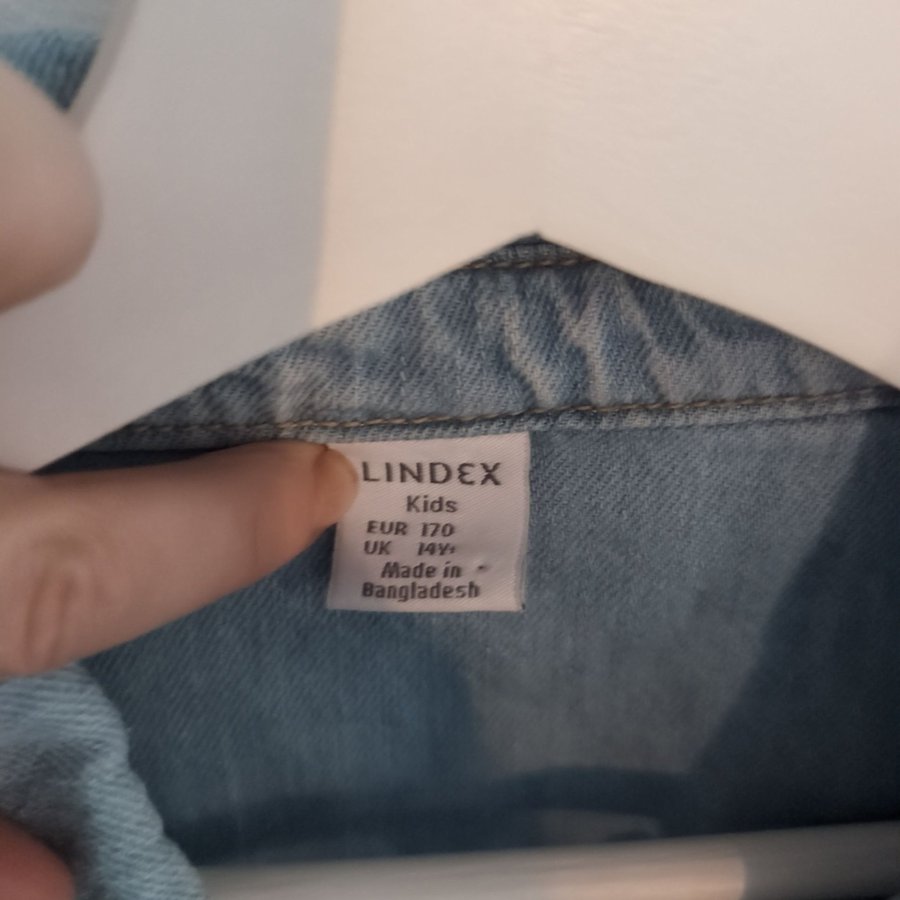 LINDEX
Kids
EUR 170
UK 14Y+
Made in
Bangladesh